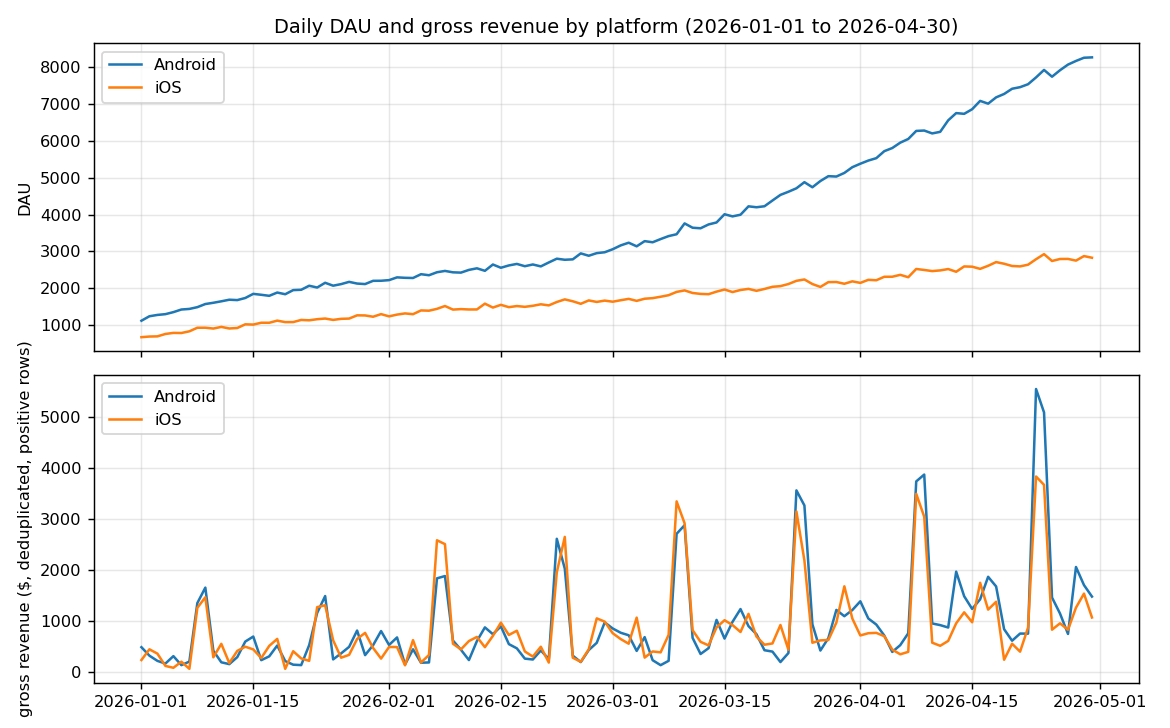 Daily DAU and gross revenue by platform (2026-01-01 to 2026-04-30)
DAU
8000
7000
6000
5000
4000
3000
2000
1000
Android
iOS
gross revenue ($, deduplicated, positive rows)
5000
4000
3000
2000
1000
0
Android
iOS
2026-01-01 2026-01-15 2026-02-01 2026-02-15 2026-03-01 2026-03-15 2026-04-01 2026-04-15 2026-05-01